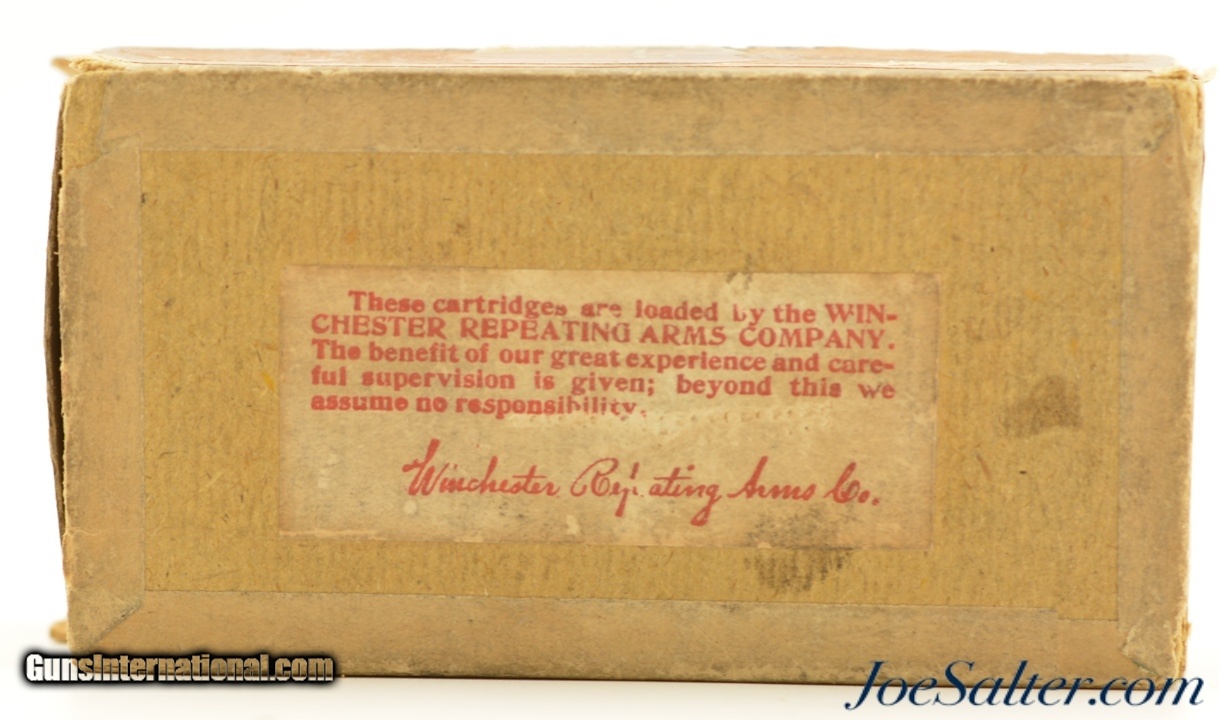 These cartridges are loaded by the WIN-
CHESTER REPEATING ARMS COMPANY.
The benefit of our great experience and care-
ful supervision is given; beyond this we
assume no responsibility.
Winchester Repeating Arms Co.
GunsInternational.com
JoeSalter.com